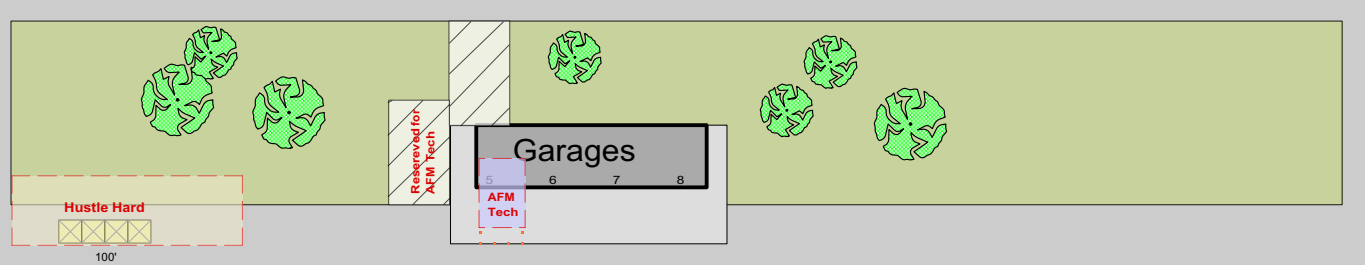 Resereved for
AFM Tech
Garages
5 6 7 8
AFM
Tech
Hustle Hard
100'